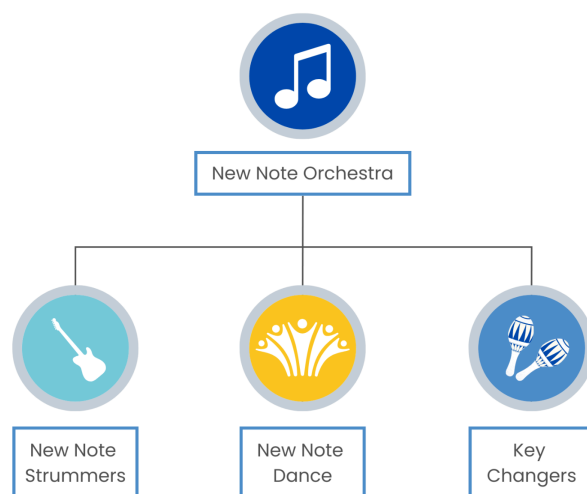 New Note Orchestra
New Note
Strummers
New Note
Dance
Key
Changers